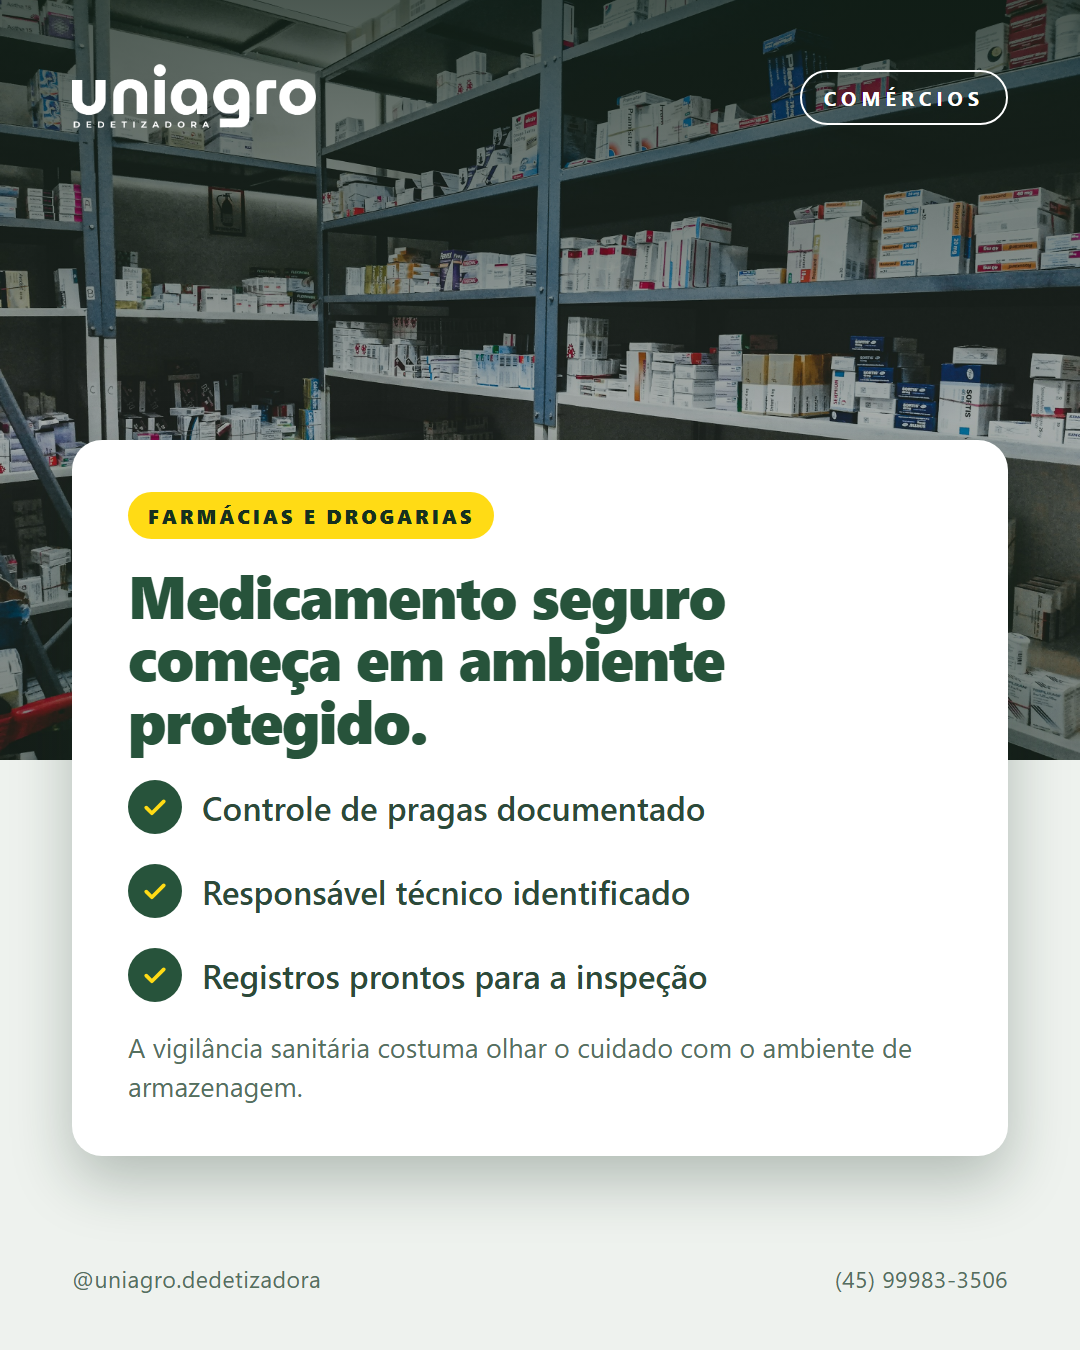 uniagro
DEDETIZADORA
COMÉRCIOS
FARMÁCIAS E DROGARIAS
Medicamento seguro
começa em ambiente
protegido.
Controle de pragas documentado
Responsável técnico identificado
Registros prontos para a inspeção
A vigilância sanitária costuma olhar o cuidado com o ambiente de
armazenagem.
@uniagro.dedetizadora
(45) 99983-3506